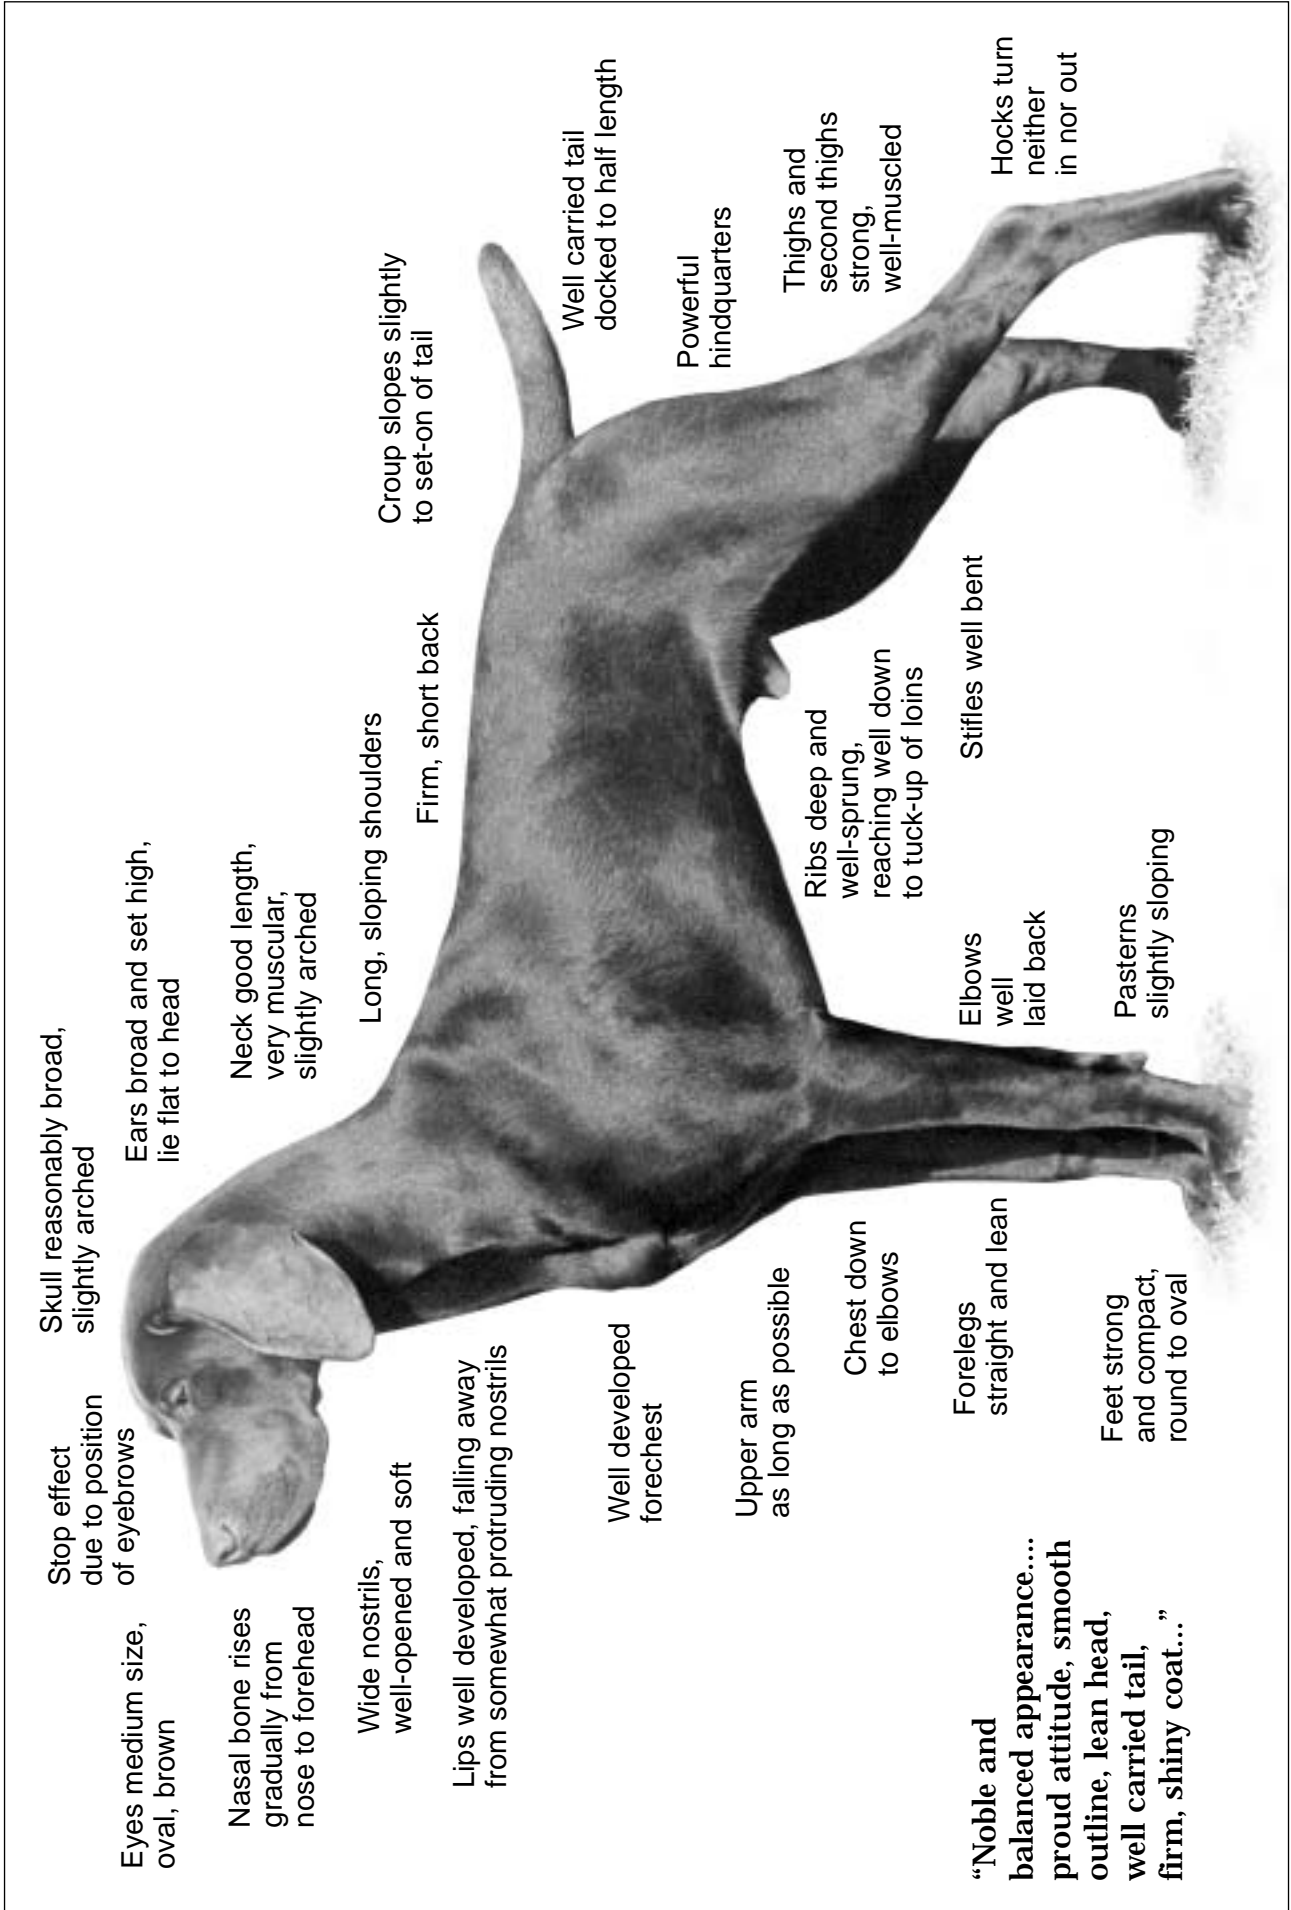 Stop effect
due to position
of eyebrows
Skull reasonably broad,
slightly arched
Eyes medium size,
oval, brown
Ears broad and set high,
lie flat to head
Nasal bone rises
gradually from
nose to forehead
Neck good length,
very muscular,
slightly arched
Wide nostrils,
well-opened and soft
Long, sloping shoulders
Firm, short back
Croup slopes slightly
to set-on of tail
Lips well developed, falling away
from somewhat protruding nostrils
Well carried tail
docked to half length
Well developed
forechest
Powerful
hindquarters
Upper arm
as long as possible
Thighs and
second thighs
strong,
well-muscled
Chest down
to elbows
Ribs deep and
well-sprung,
reaching well down
to tuck-up of loins
Forelegs
straight and lean
Elbows
well
laid back
Stifles well bent
Hocks turn
neither
in nor out
Feet strong
and compact,
round to oval
Pasterns
slightly sloping
“Noble and
balanced appearance....
proud attitude, smooth
outline, lean head,
well carried tail,
firm, shiny coat...”